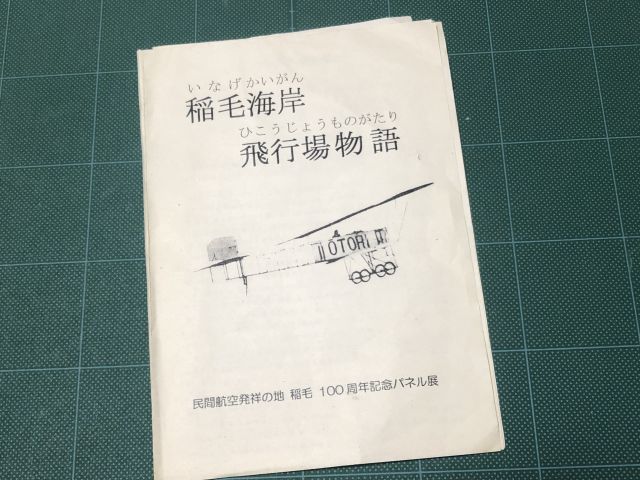 いなげかいがん
稲毛海岸
ひこうじょうものがたり
飛行場物語
OTORI
民間航空発祥の地 稲毛 100周年記念パネル展